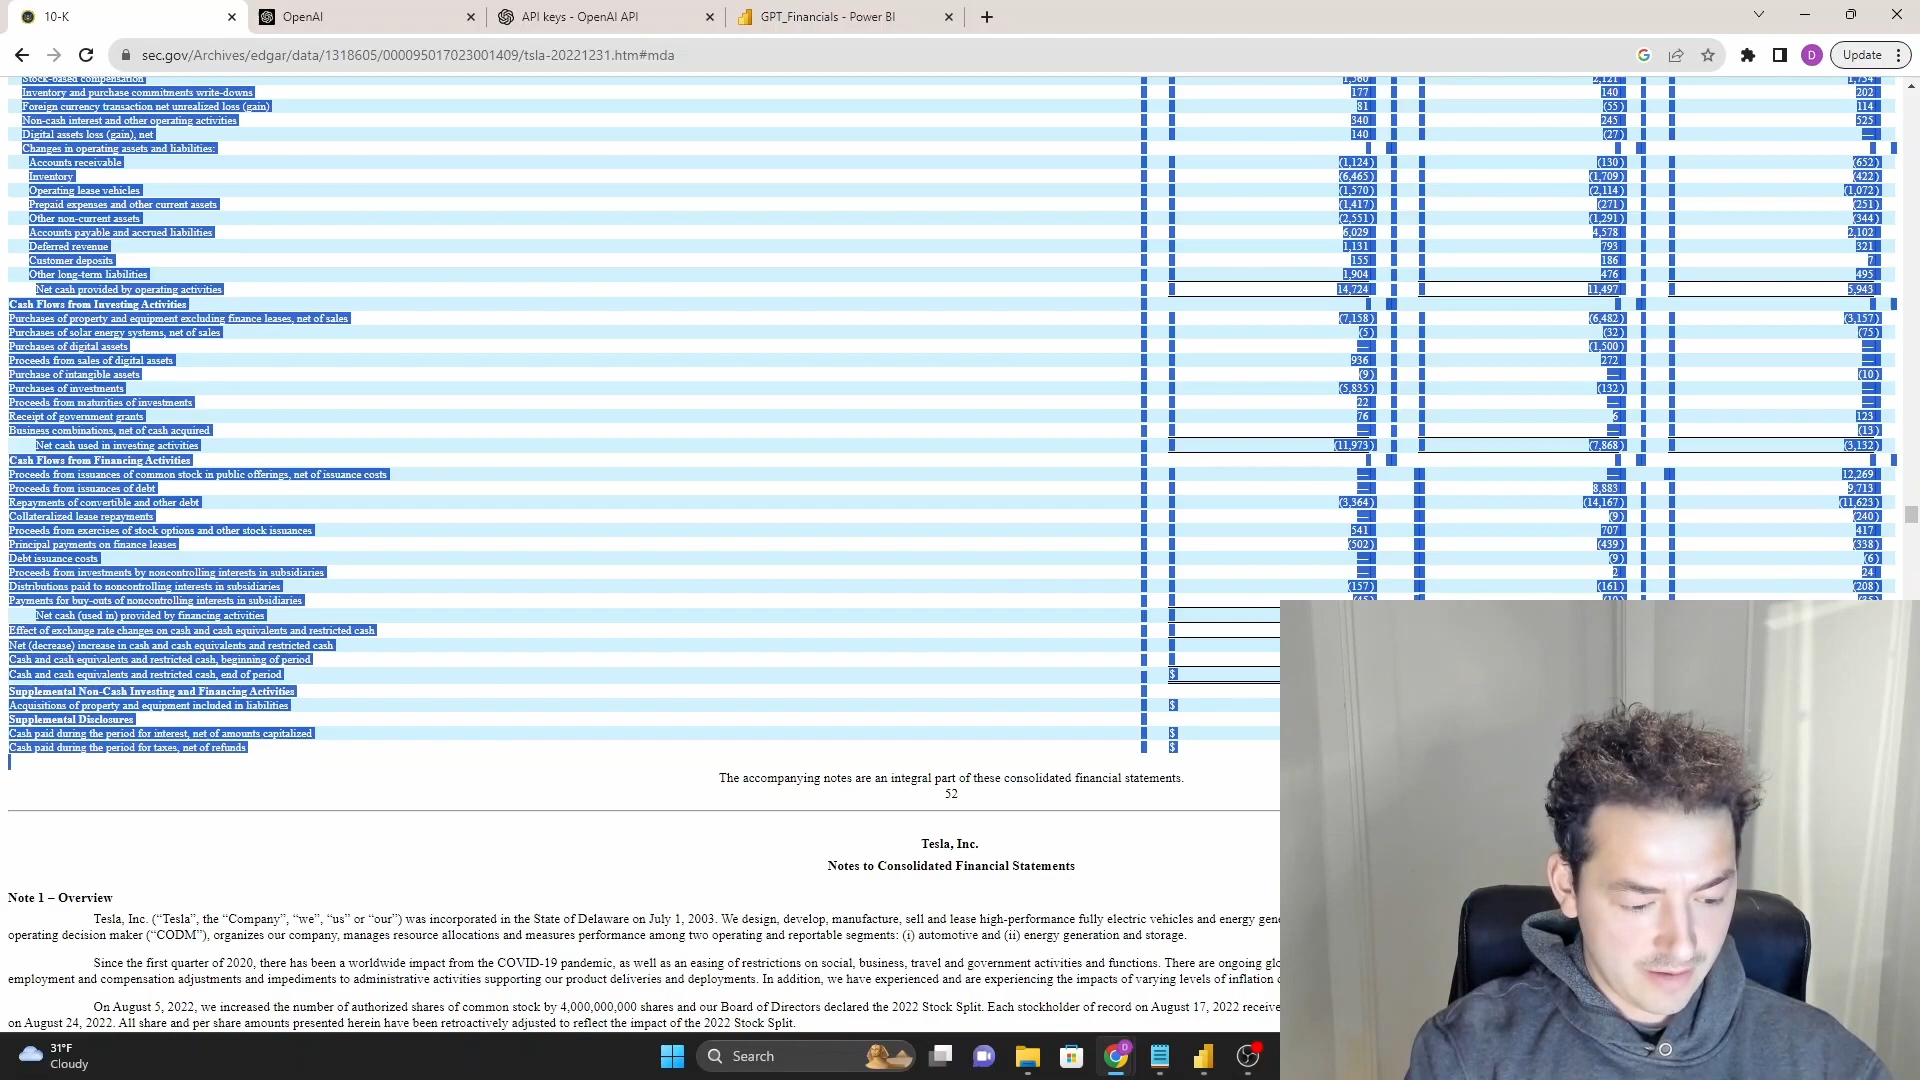 10-K
OpenAI
API keys - OpenAI API
GPT_Financials - Power BI
sec.gov/Archives/edgar/data/1318605/000095017023001409/tsla-20221231.htm#mda
D
Update
Stock-based compensation 1,560 2,121 1,734
Inventory and purchase commitments write-downs 177 140 202
Foreign currency transaction net unrealized loss (gain) 81 (55) 114
Non-cash interest and other operating activities 340 245 525
Digital assets loss (gain), net 140 (27) —
Changes in operating assets and liabilities:
Accounts receivable (1,124) (130) (652)
Inventory (6,465) (1,709) (422)
Operating lease vehicles (1,570) (2,114) (1,072)
Prepaid expenses and other current assets (1,417) (271) (251)
Other non-current assets (2,551) (1,291) (344)
Accounts payable and accrued liabilities 6,029 4,578 2,102
Deferred revenue 1,131 793 321
Customer deposits 155 186 7
Other long-term liabilities 1,904 476 495
Net cash provided by operating activities 14,724 11,497 5,943
Cash Flows from Investing Activities
Purchases of property and equipment excluding finance leases, net of sales (7,158) (6,482) (3,157)
Purchases of solar energy systems, net of sales (5) (32) (75)
Purchases of digital assets — (1,500) —
Proceeds from sales of digital assets 936 272 —
Purchase of intangible assets (9) — (10)
Purchases of investments (5,835) (132) —
Proceeds from maturities of investments 22 — —
Receipt of government grants 76 6 123
Business combinations, net of cash acquired — — (13)
Net cash used in investing activities (11,973) (7,868) (3,132)
Cash Flows from Financing Activities
Proceeds from issuances of common stock in public offerings, net of issuance costs — — 12,269
Proceeds from issuances of debt — 8,883 9,713
Repayments of convertible and other debt (3,364) (14,167) (11,623)
Collateralized lease repayments — (9) (240)
Proceeds from exercises of stock options and other stock issuances 541 707 417
Principal payments on finance leases (502) (439) (338)
Debt issuance costs — (9) (6)
Proceeds from investments by noncontrolling interests in subsidiaries — 2 24
Distributions paid to noncontrolling interests in subsidiaries (157) (161) (208)
Payments for buy-outs of noncontrolling interests in subsidiaries
Net cash (used in) provided by financing activities
Effect of exchange rate changes on cash and cash equivalents and restricted cash
Net (decrease) increase in cash and cash equivalents and restricted cash
Cash and cash equivalents and restricted cash, beginning of period
Cash and cash equivalents and restricted cash, end of period $
Supplemental Non-Cash Investing and Financing Activities
Acquisitions of property and equipment included in liabilities $
Supplemental Disclosures
Cash paid during the period for interest, net of amounts capitalized $
Cash paid during the period for taxes, net of refunds $
The accompanying notes are an integral part of these consolidated financial statements.
52
Tesla, Inc.
Notes to Consolidated Financial Statements
Note 1 – Overview
Tesla, Inc. (“Tesla”, the “Company”, “we”, “us” or “our”) was incorporated in the State of Delaware on July 1, 2003. We design, develop, manufacture, sell and lease high-performance fully electric vehicles and energy gene
operating decision maker (“CODM”), organizes our company, manages resource allocations and measures performance among two operating and reportable segments: (i) automotive and (ii) energy generation and storage.
Since the first quarter of 2020, there has been a worldwide impact from the COVID-19 pandemic, as well as an easing of restrictions on social, business, travel and government activities and functions. There are ongoing glo
employment and compensation adjustments and impediments to administrative activities supporting our product deliveries and deployments. In addition, we have experienced and are experiencing the impacts of varying levels of inflation c
On August 5, 2022, we increased the number of authorized shares of common stock by 4,000,000,000 shares and our Board of Directors declared the 2022 Stock Split. Each stockholder of record on August 17, 2022 receive
on August 24, 2022. All share and per share amounts presented herein have been retroactively adjusted to reflect the impact of the 2022 Stock Split.
31°F
Cloudy
Search
D